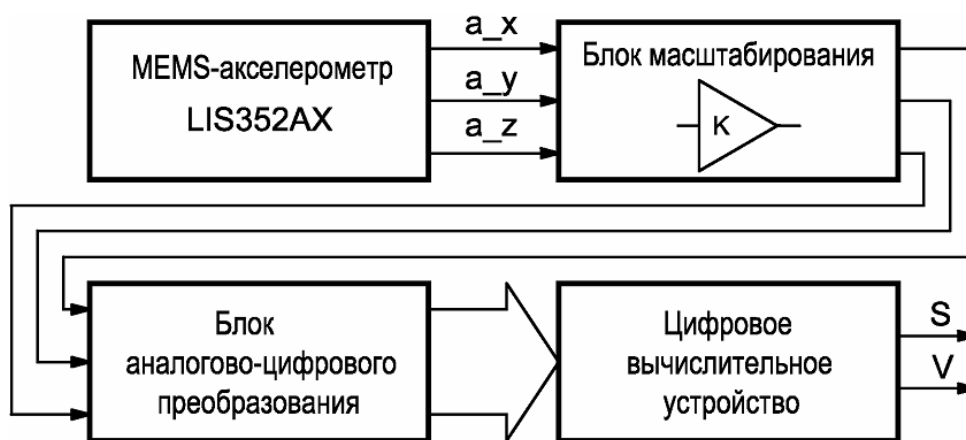 MEMS-акселерометр
LIS352AX
a_x
a_y
a_z
Блок масштабирования
K
Блок
аналогово-цифрового
преобразования
Цифровое
вычислительное
устройство
S
V